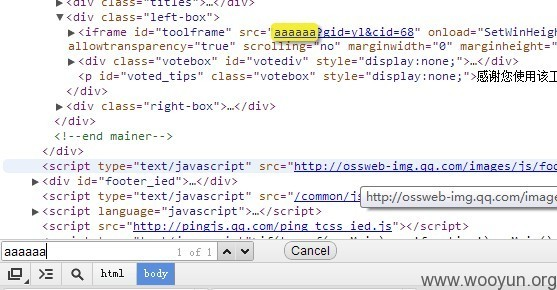 <div class="titles">…</div>
▼<div class="left-box">
▼<iframe id="toolframe" src="aaaaaa?gid=yl&cid=68" onload="SetWinHeigh
allowtransparency="true" scrolling="no" marginwidth="0" marginheight="
▶<div class="votebox" id="votediv" style="display:none;">…</div>
<p id="voted_tips" class="votebox" style="display:none;">感谢您使用该工
</div>
▶<div class="right-box">…</div>
</div>
<!--end mainer-->
</div>
<script type="text/javascript" src="http://ossweb-img.qq.com/images/js/foo
▶<div id="footer_ied">…</div>
<script type="text/javascript" src="/common/js
http://ossweb-img.qq.com/image
▶<script language="javascript">…</script>
<script src="http://pingjs.qq.com/ping_tcss_ied.js"></script>
aaaaaa
1 of 1
Cancel
html
body
www.wooyun.org